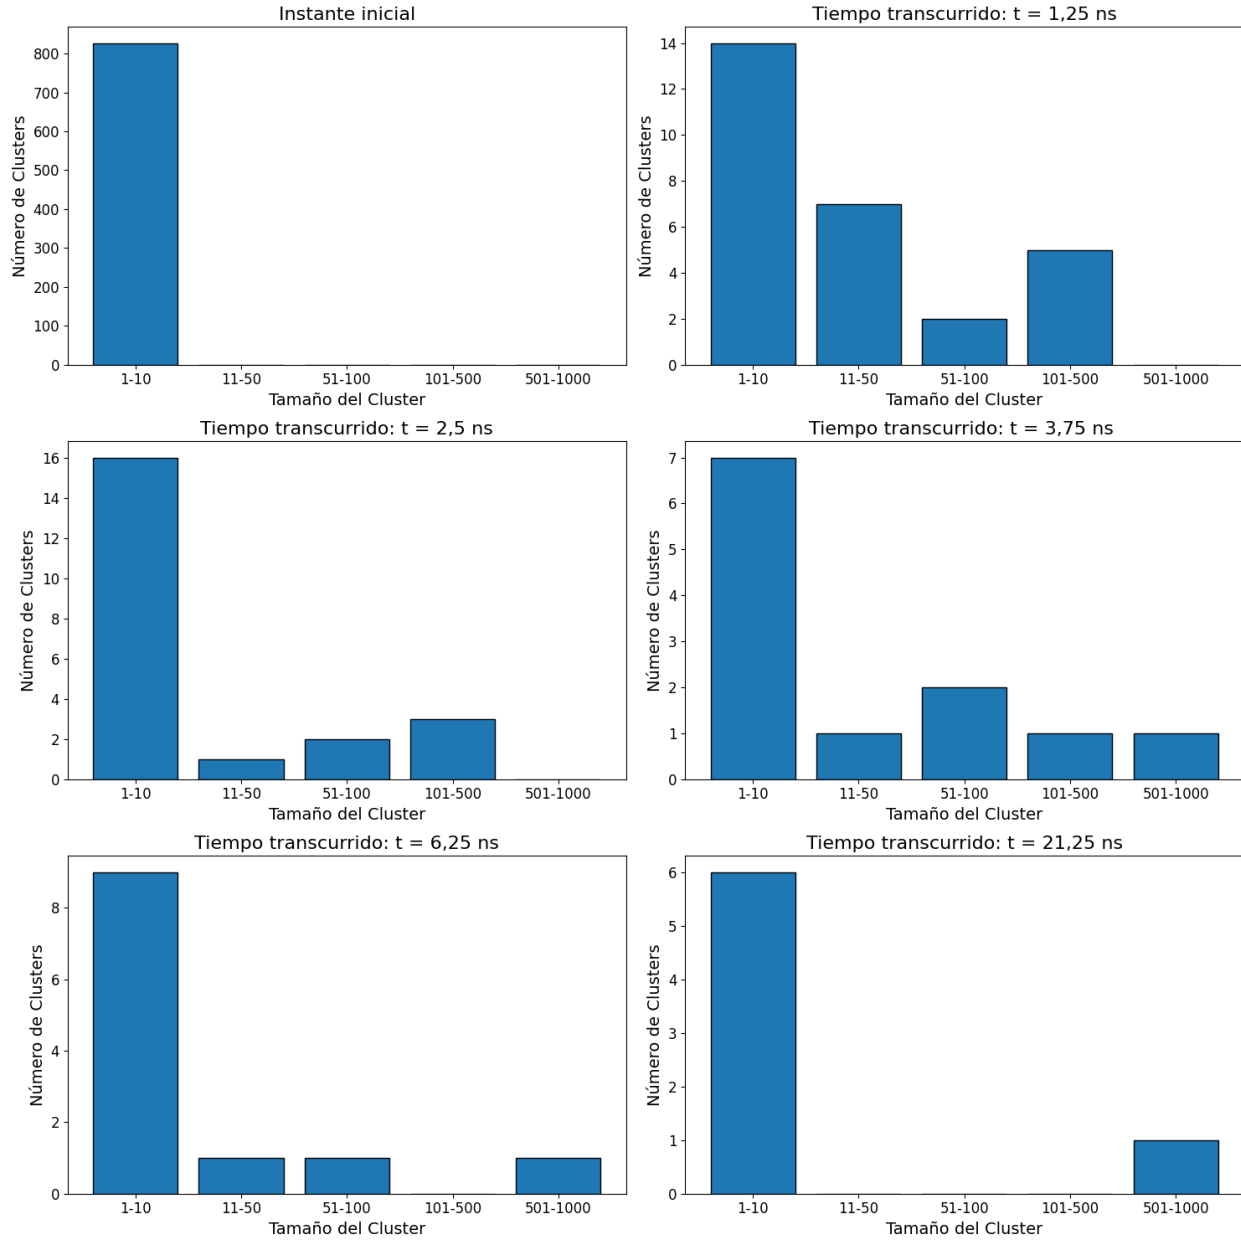 Instante inicial
800
700
600
500
400
300
200
100
0
Número de Clusters
1-10 11-50 51-100 101-500 501-1000
Tamaño del Cluster
Tiempo transcurrido: t = 1,25 ns
14
12
10
8
6
4
2
0
Número de Clusters
1-10 11-50 51-100 101-500 501-1000
Tamaño del Cluster
Tiempo transcurrido: t = 2,5 ns
16
14
12
10
8
6
4
2
0
Número de Clusters
1-10 11-50 51-100 101-500 501-1000
Tamaño del Cluster
Tiempo transcurrido: t = 3,75 ns
7
6
5
4
3
2
1
0
Número de Clusters
1-10 11-50 51-100 101-500 501-1000
Tamaño del Cluster
Tiempo transcurrido: t = 6,25 ns
8
6
4
2
0
Número de Clusters
1-10 11-50 51-100 101-500 501-1000
Tamaño del Cluster
Tiempo transcurrido: t = 21,25 ns
6
5
4
3
2
1
0
Número de Clusters
1-10 11-50 51-100 101-500 501-1000
Tamaño del Cluster